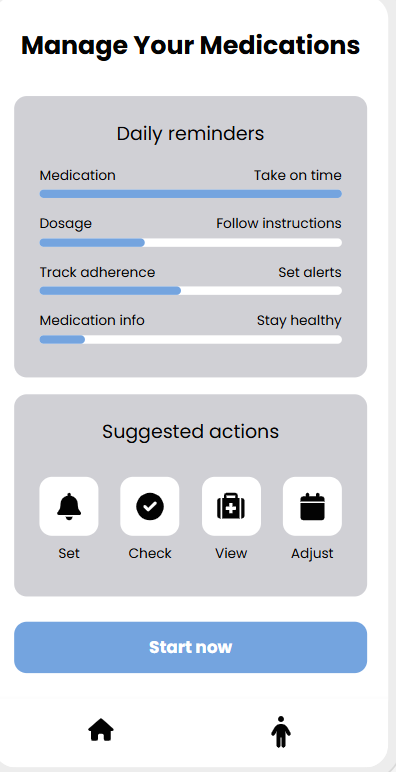 Manage Your Medications
Daily reminders
Medication Take on time
Dosage Follow instructions
Track adherence Set alerts
Medication info Stay healthy
Suggested actions
Set Check View Adjust
Start now